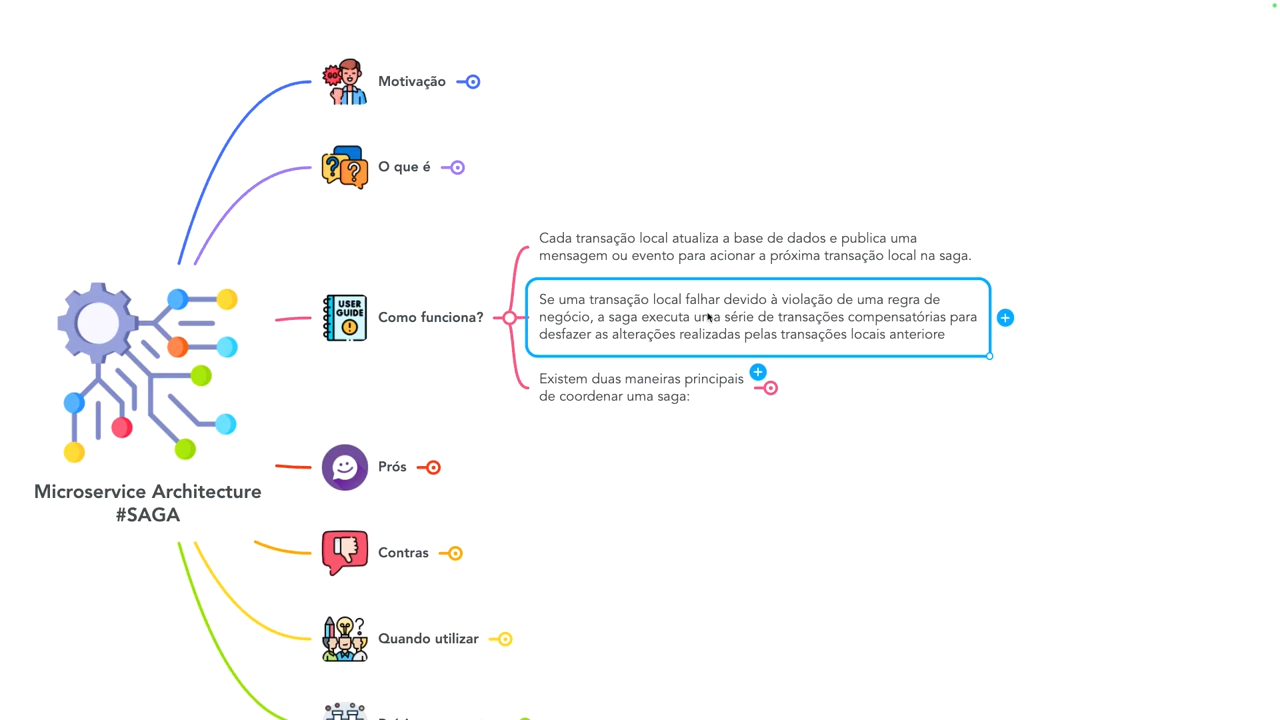 Motivação
O que é
Cada transação local atualiza a base de dados e publica uma
mensagem ou evento para acionar a próxima transação local na saga.
USER
GUIDE
Como funciona?
Se uma transação local falhar devido à violação de uma regra de
negócio, a saga executa uma série de transações compensatórias para
desfazer as alterações realizadas pelas transações locais anteriore
Existem duas maneiras principais
de coordenar uma saga:
Prós
Microservice Architecture
#SAGA
Contras
Quando utilizar